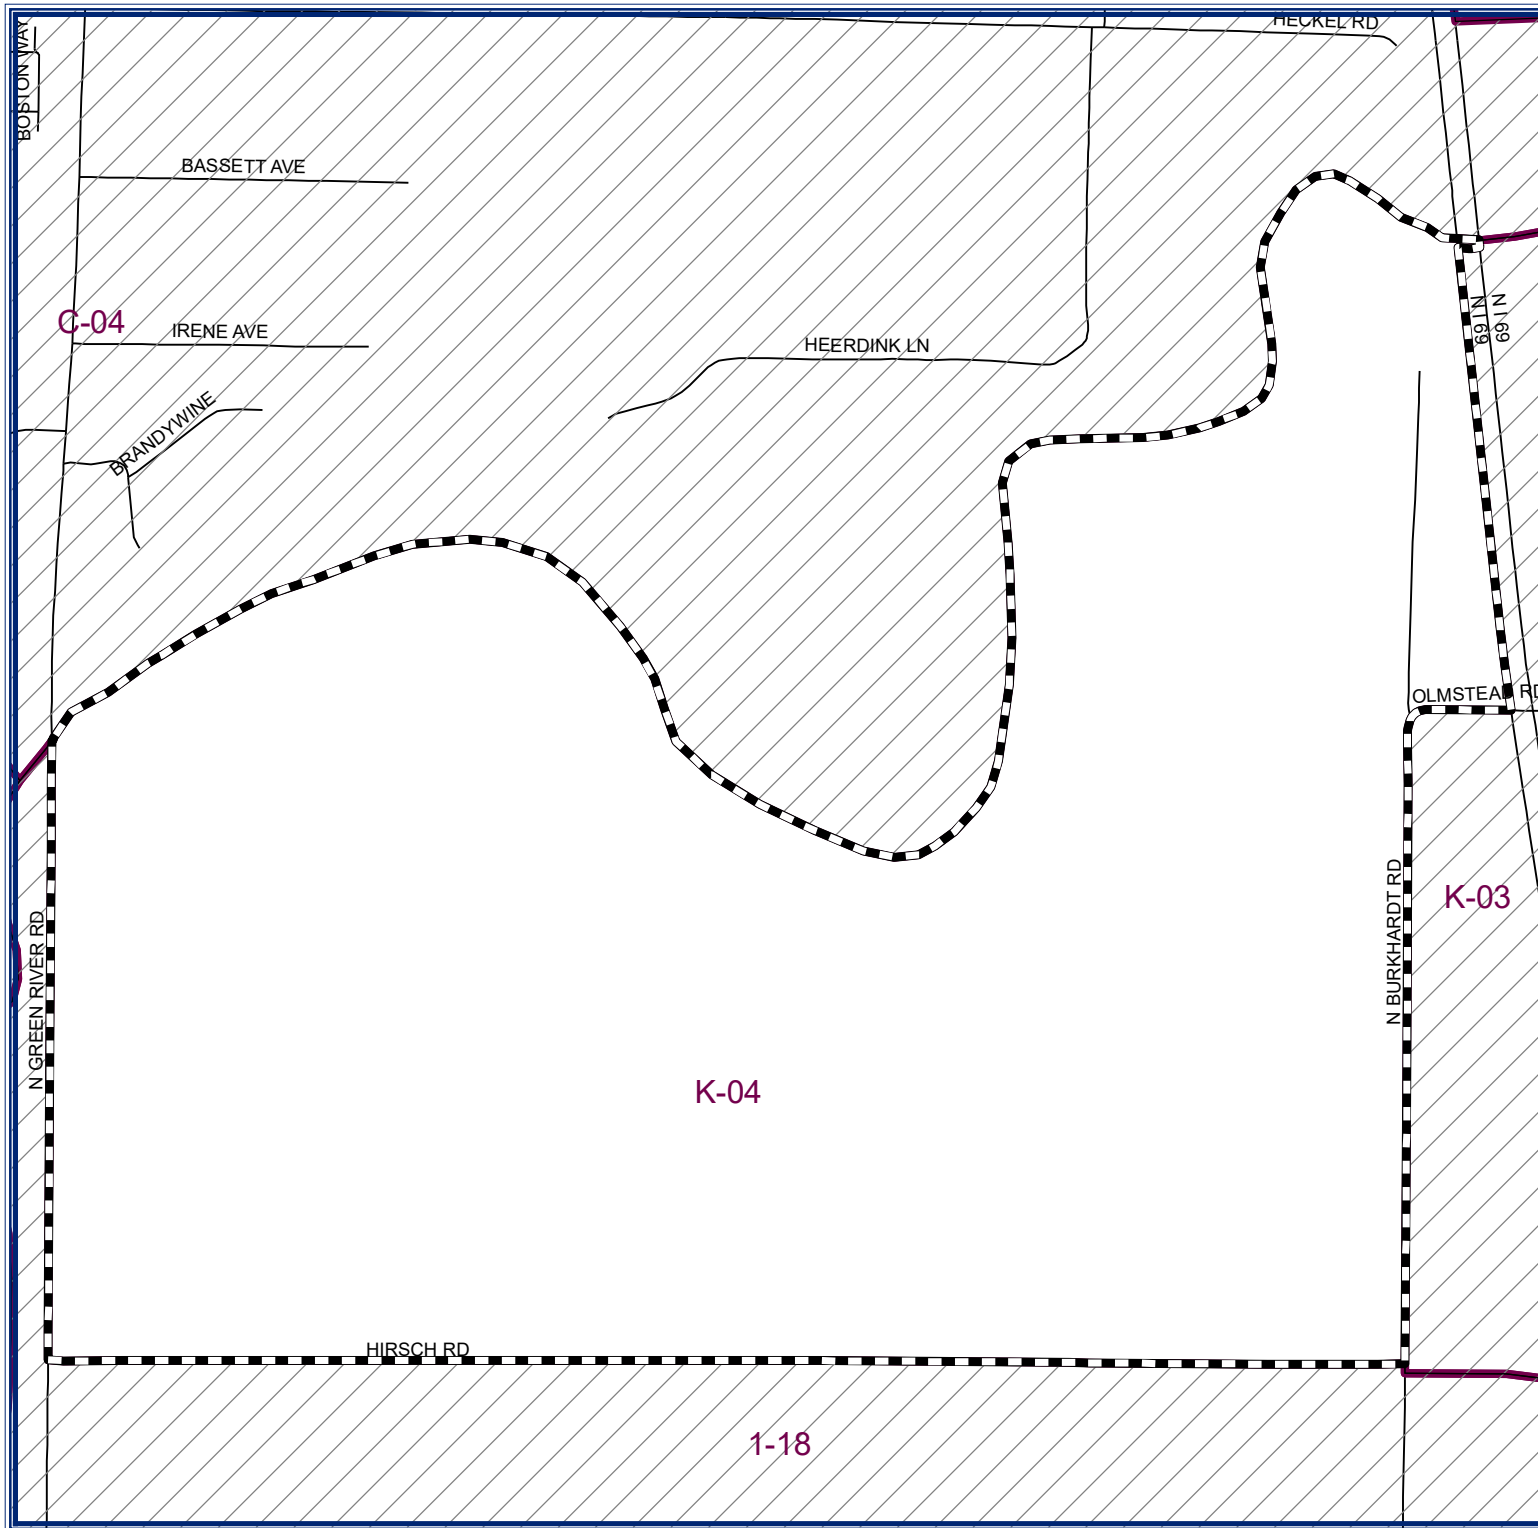 HECKEL RD
BOSTON WAY
BASSETT AVE
C-04
IRENE AVE
HEERDINK LN
N I 69
N I 69
BRANDYWINE
OLMSTEAD RD
K-03
N BURKHARDT RD
N GREEN RIVER RD
K-04
HIRSCH RD
1-18